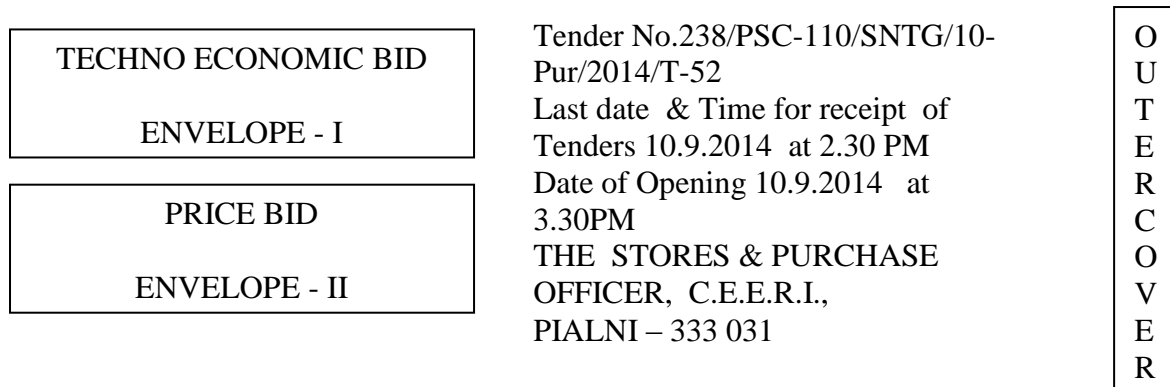 TECHNO ECONOMIC BID
ENVELOPE - I
PRICE BID
ENVELOPE - II
Tender No.238/PSC-110/SNTG/10-
Pur/2014/T-52
Last date & Time for receipt of
Tenders 10.9.2014 at 2.30 PM
Date of Opening 10.9.2014 at
3.30PM
THE STORES & PURCHASE
OFFICER, C.E.E.R.I.,
PIALNI – 333 031
O
U
T
E
R
C
O
V
E
R